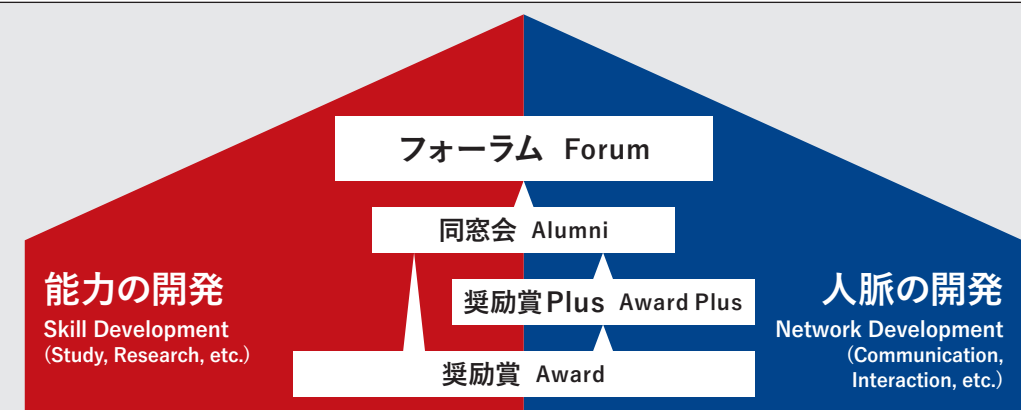 フォーラム Forum
同窓会 Alumni
奨励賞Plus Award Plus
奨励賞 Award
能力の開発
Skill Development
(Study, Research, etc.)
人脈の開発
Network Development
(Communication,
Interaction, etc.)